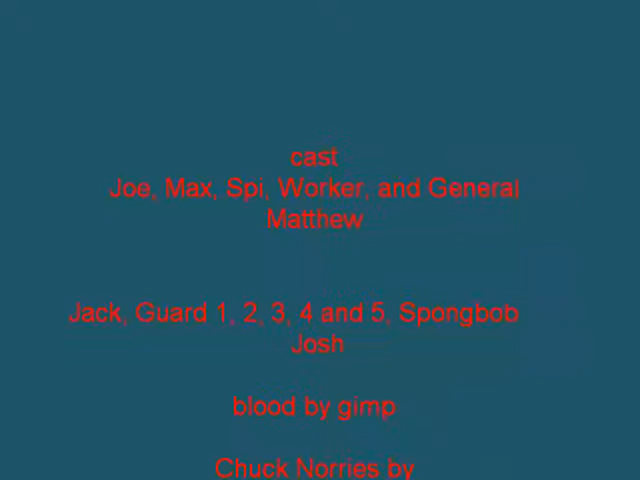 cast
Joe, Max, Spi, Worker, and General
Matthew
Jack, Guard 1, 2, 3, 4 and 5, Spongbob
Josh
blood by gimp
Chuck Norries by